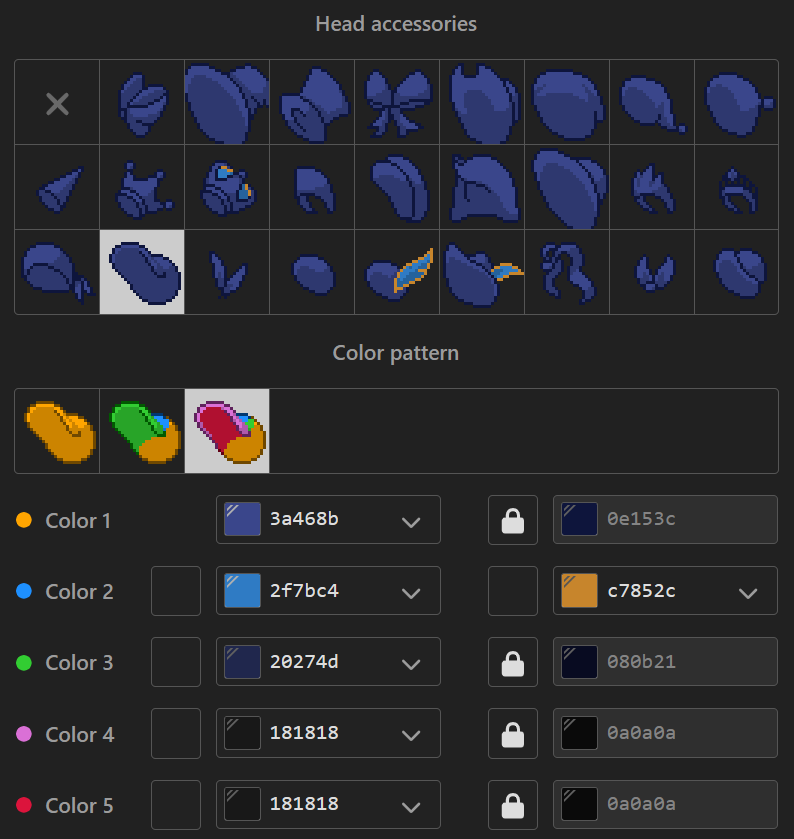 Head accessories
Color pattern
Color 1 3a468b 0e153c
Color 2 2f7bc4 c7852c
Color 3 20274d 080b21
Color 4 181818 0a0a0a
Color 5 181818 0a0a0a